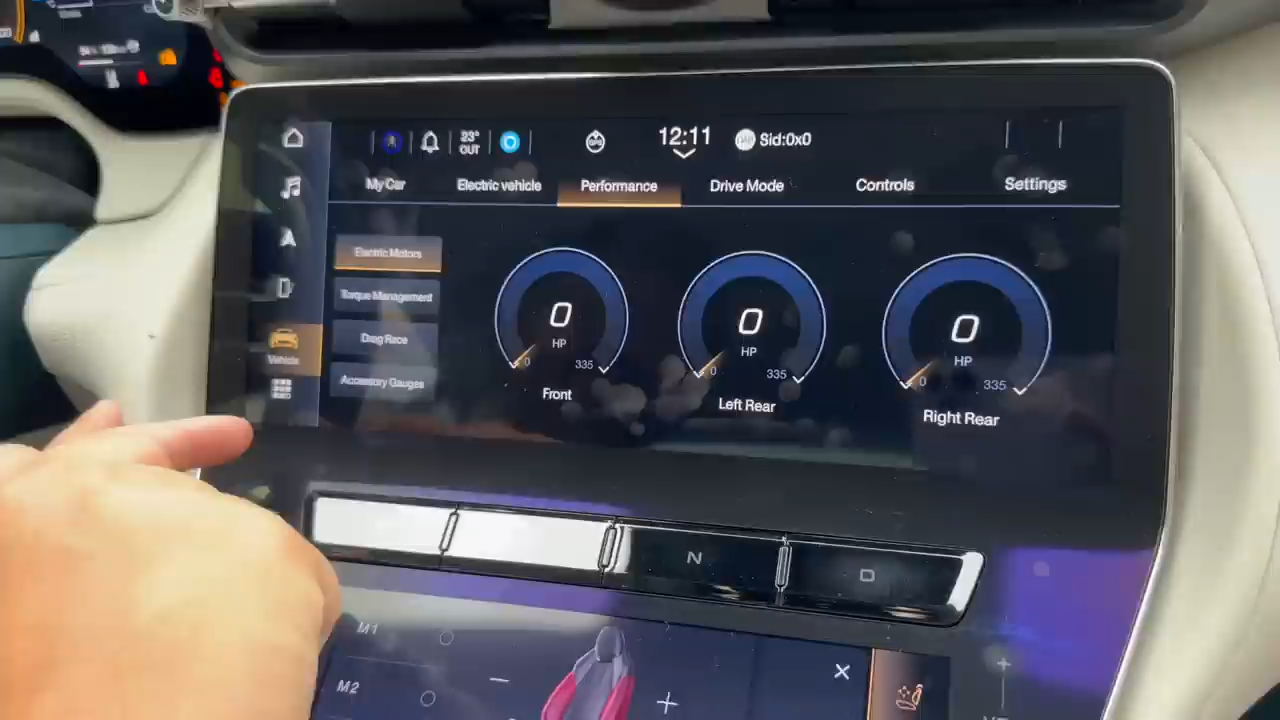 23°
OUT
GPS
12:11
Sid:0x0
My Car
Electric vehicle
Performance
Drive Mode
Controls
Settings
Electric Motors
Torque Management
Drag Race
Accessory Gauges
Vehicle
0
HP
0
335
Front
0
HP
0
335
Left Rear
0
HP
0
335
Right Rear
N
D
M1
M2